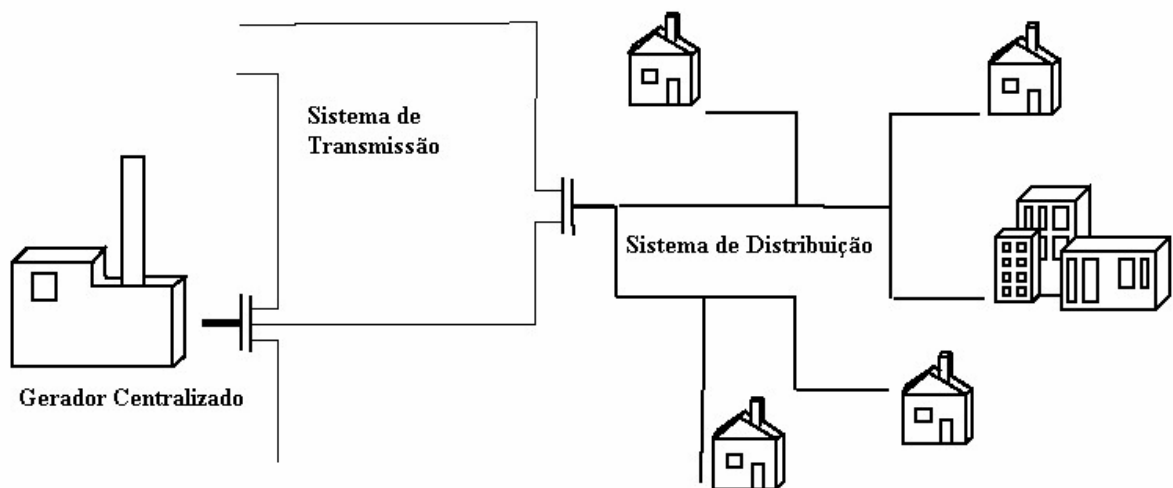 Sistema de
Transmissão
Sistema de Distribuição
Gerador Centralizado